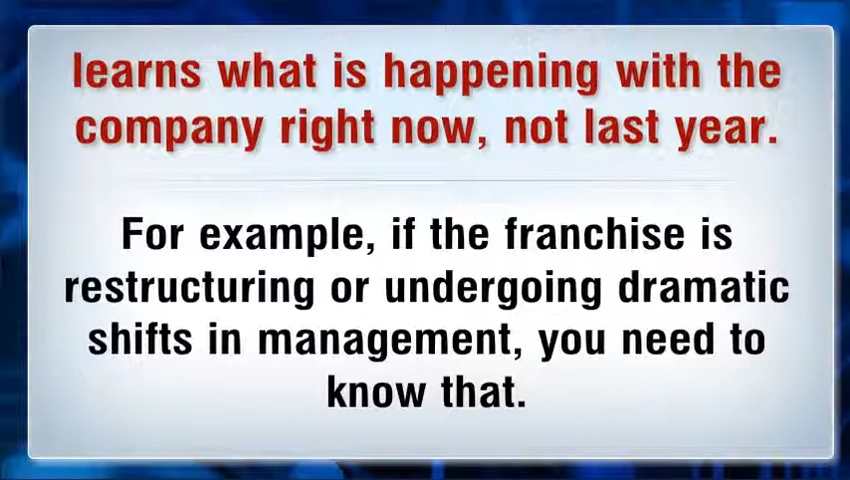 learns what is happening with the
company right now, not last year.
For example, if the franchise is
restructuring or undergoing dramatic
shifts in management, you need to
know that.